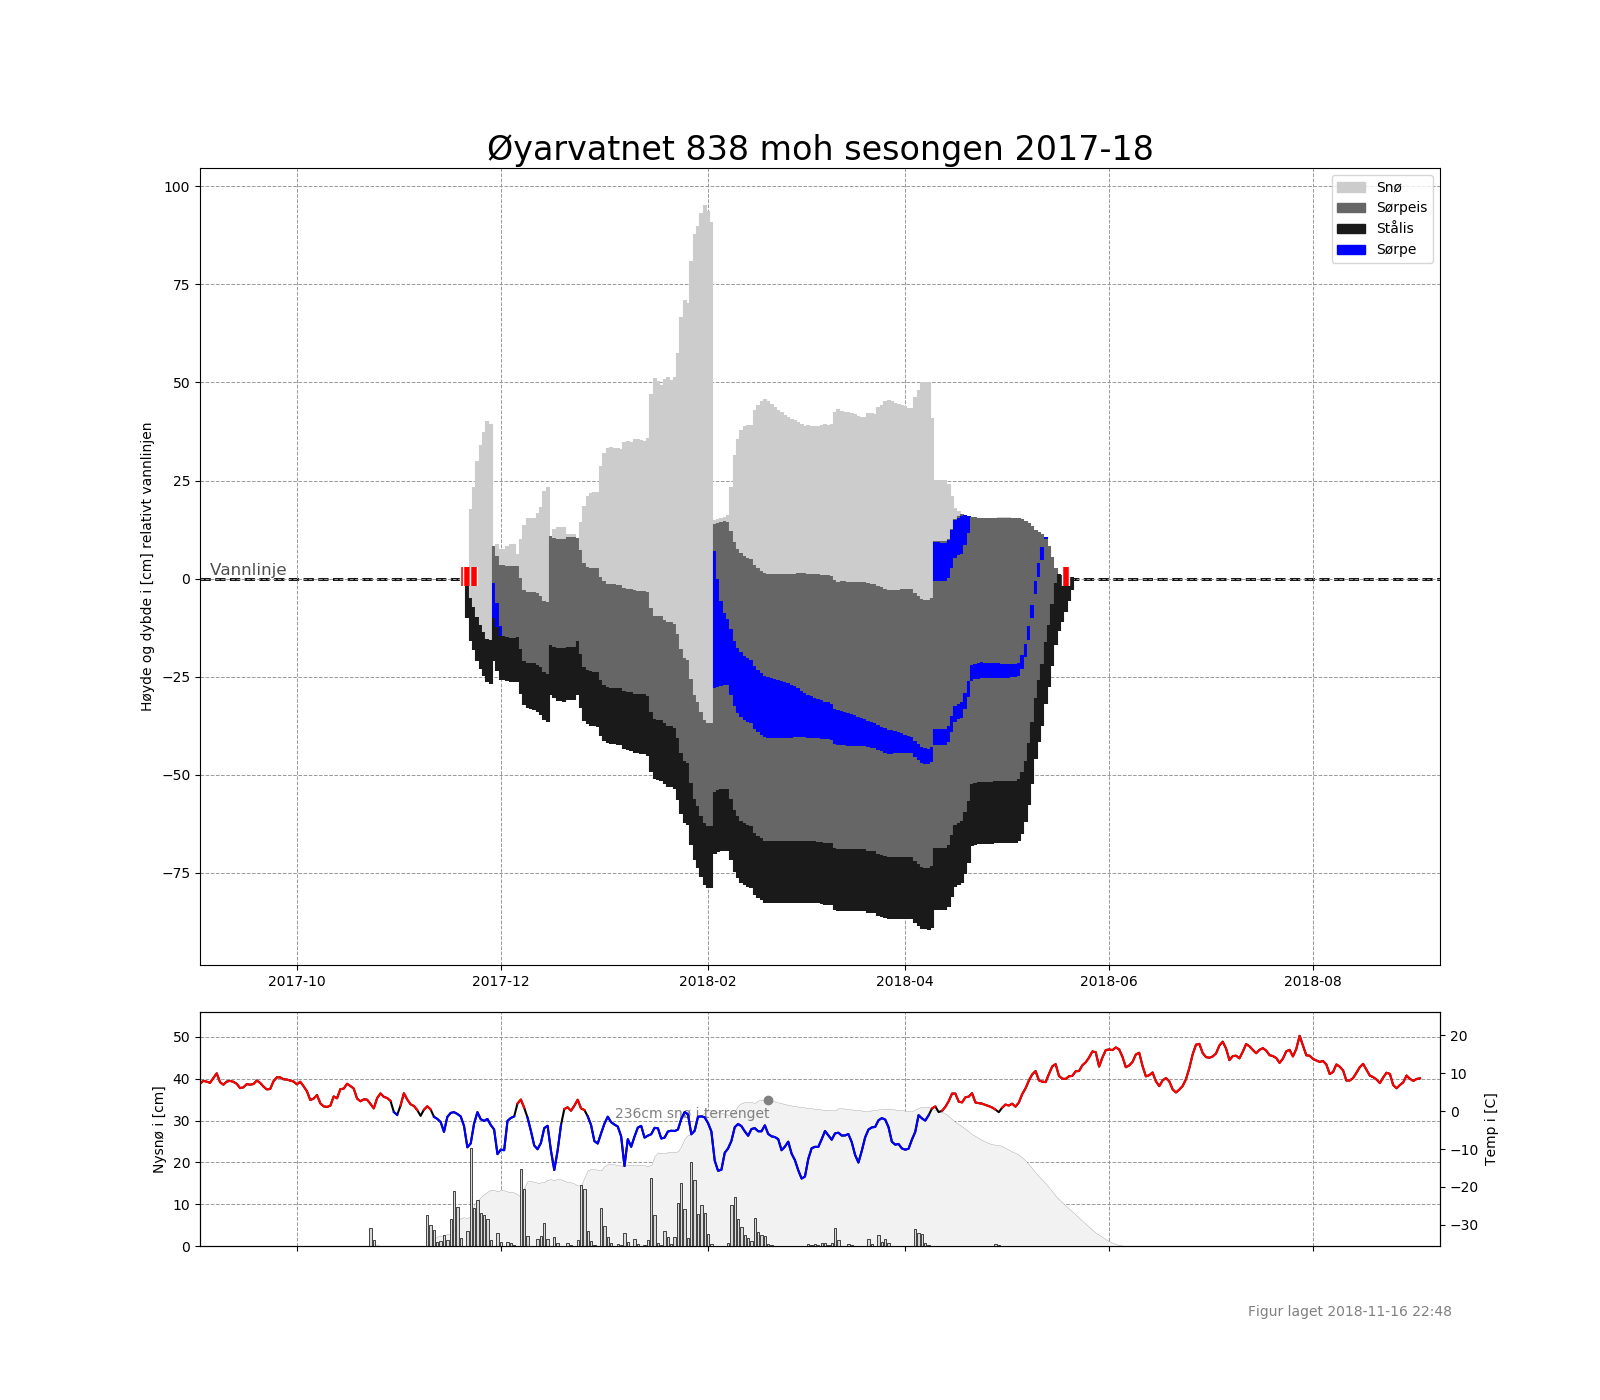 Øyarvatnet 838 moh sesongen 2017-18
Høyde og dybde i [cm] relativt vannlinjen
100
75
50
25
0
−25
−50
−75
Vannlinje
Snø
Sørpeis
Stålis
Sørpe
2017-10
2017-12
2018-02
2018-04
2018-06
2018-08
Nysnø i [cm]
50
40
30
20
10
0
236cm snø i terrenget
20
10
0
−10
−20
−30
Temp i [C]
Figur laget 2018-11-16 22:48